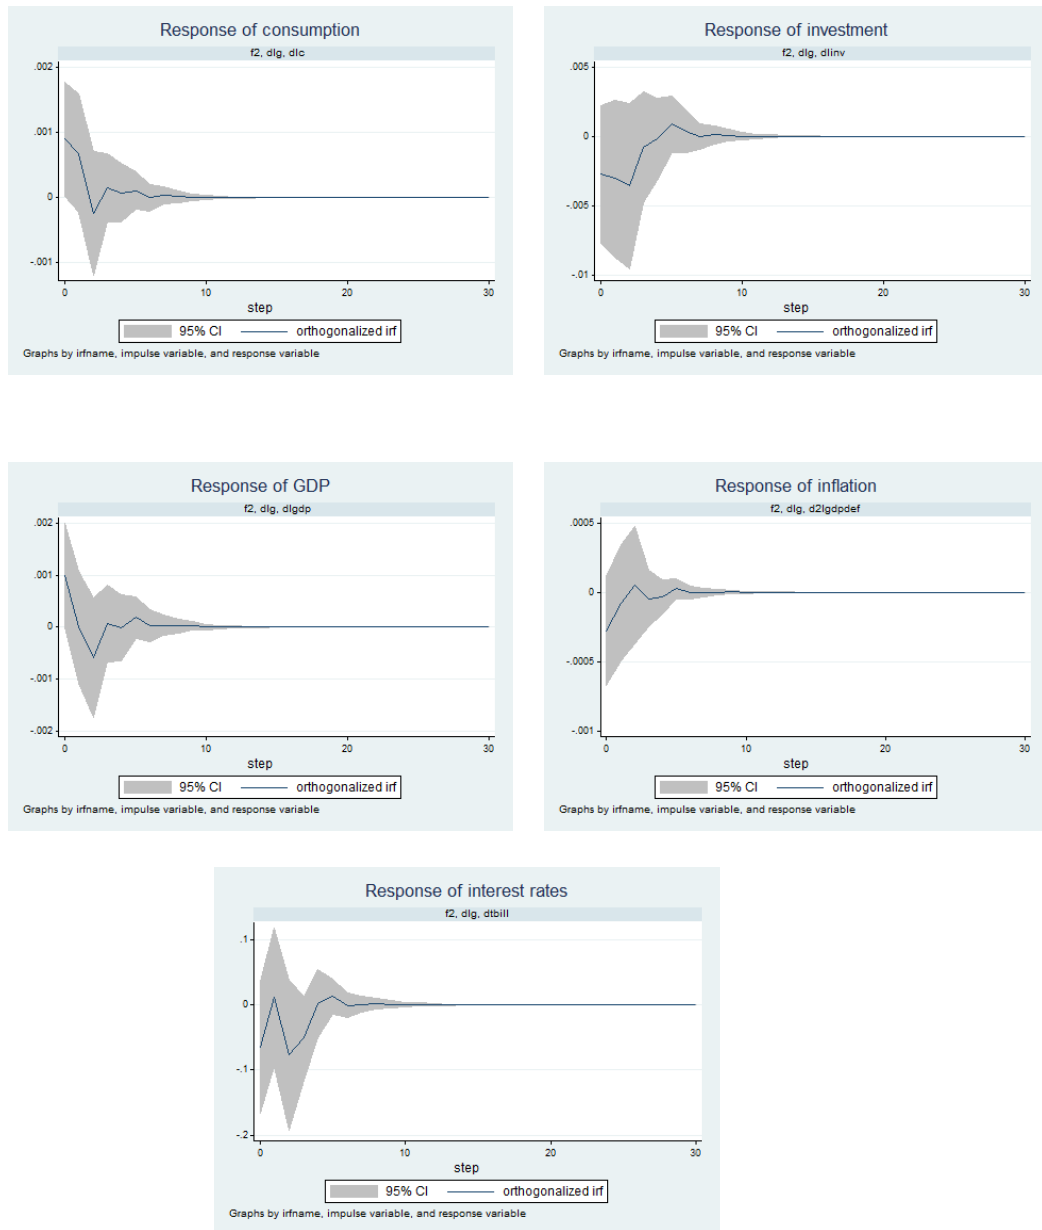 Response of consumption
f2, dlg, dlc
.002
.001
0
-.001
0 10 20 30
step
95% CI orthogonalized irf
Graphs by irfname, impulse variable, and response variable
Response of investment
f2, dlg, dlinv
.005
0
-.005
-.01
0 10 20 30
step
95% CI orthogonalized irf
Graphs by irfname, impulse variable, and response variable
Response of GDP
f2, dlg, dlgdp
.002
.001
0
-.001
-.002
0 10 20 30
step
95% CI orthogonalized irf
Graphs by irfname, impulse variable, and response variable
Response of inflation
f2, dlg, d2lgdpdef
.0005
0
-.0005
-.001
0 10 20 30
step
95% CI orthogonalized irf
Graphs by irfname, impulse variable, and response variable
Response of interest rates
f2, dlg, dtbill
.1
0
-.1
-.2
0 10 20 30
step
95% CI orthogonalized irf
Graphs by irfname, impulse variable, and response variable